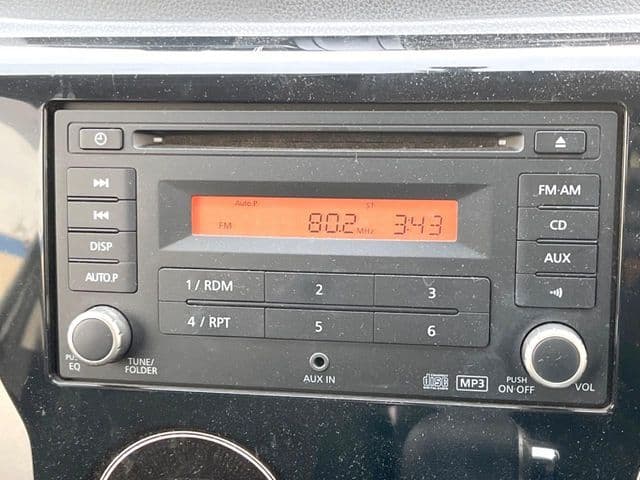 Auto.P ST
FM 80.2 MHz 3:43
DISP
AUTO.P
FM·AM
CD
AUX
1 / RDM 2 3
4 / RPT 5 6
PUSH
EQ
TUNE/
FOLDER
AUX IN
disc
MP3
PUSH
ON·OFF
VOL